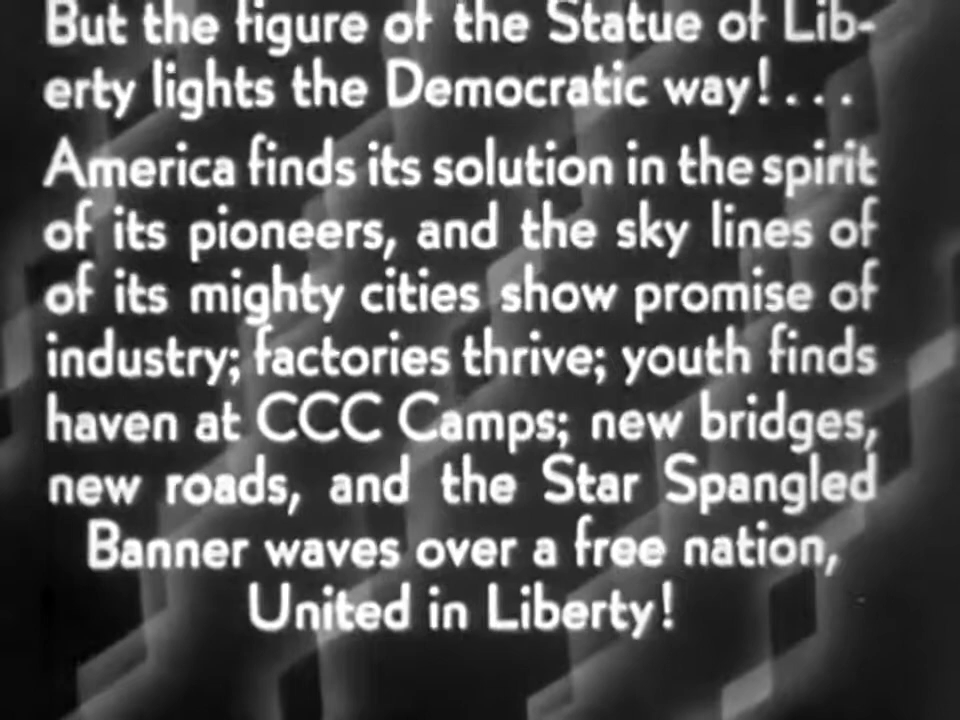 But the figure of the Statue of Lib-
erty lights the Democratic way!...
America finds its solution in the spirit
of its pioneers, and the sky lines of
of its mighty cities show promise of
industry; factories thrive; youth finds
haven at CCC Camps; new bridges,
new roads, and the Star Spangled
Banner waves over a free nation,
United in Liberty!